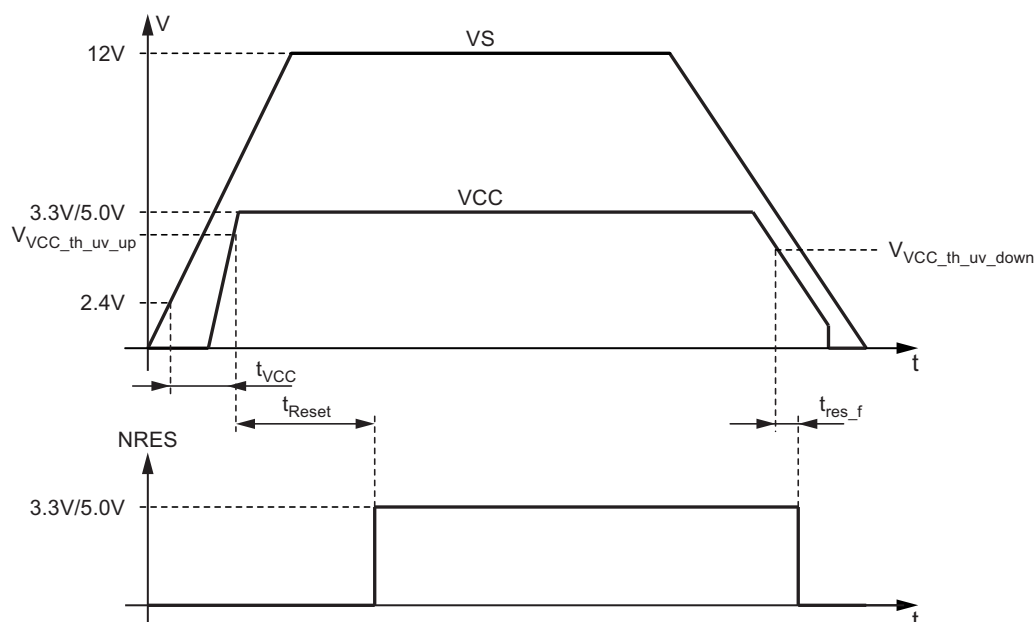 V
12V
VS
3.3V/5.0V
VCC
VVCC_th_uv_up
VVCC_th_uv_down
2.4V
t
tVCC
tReset
tres_f
NRES
3.3V/5.0V
t